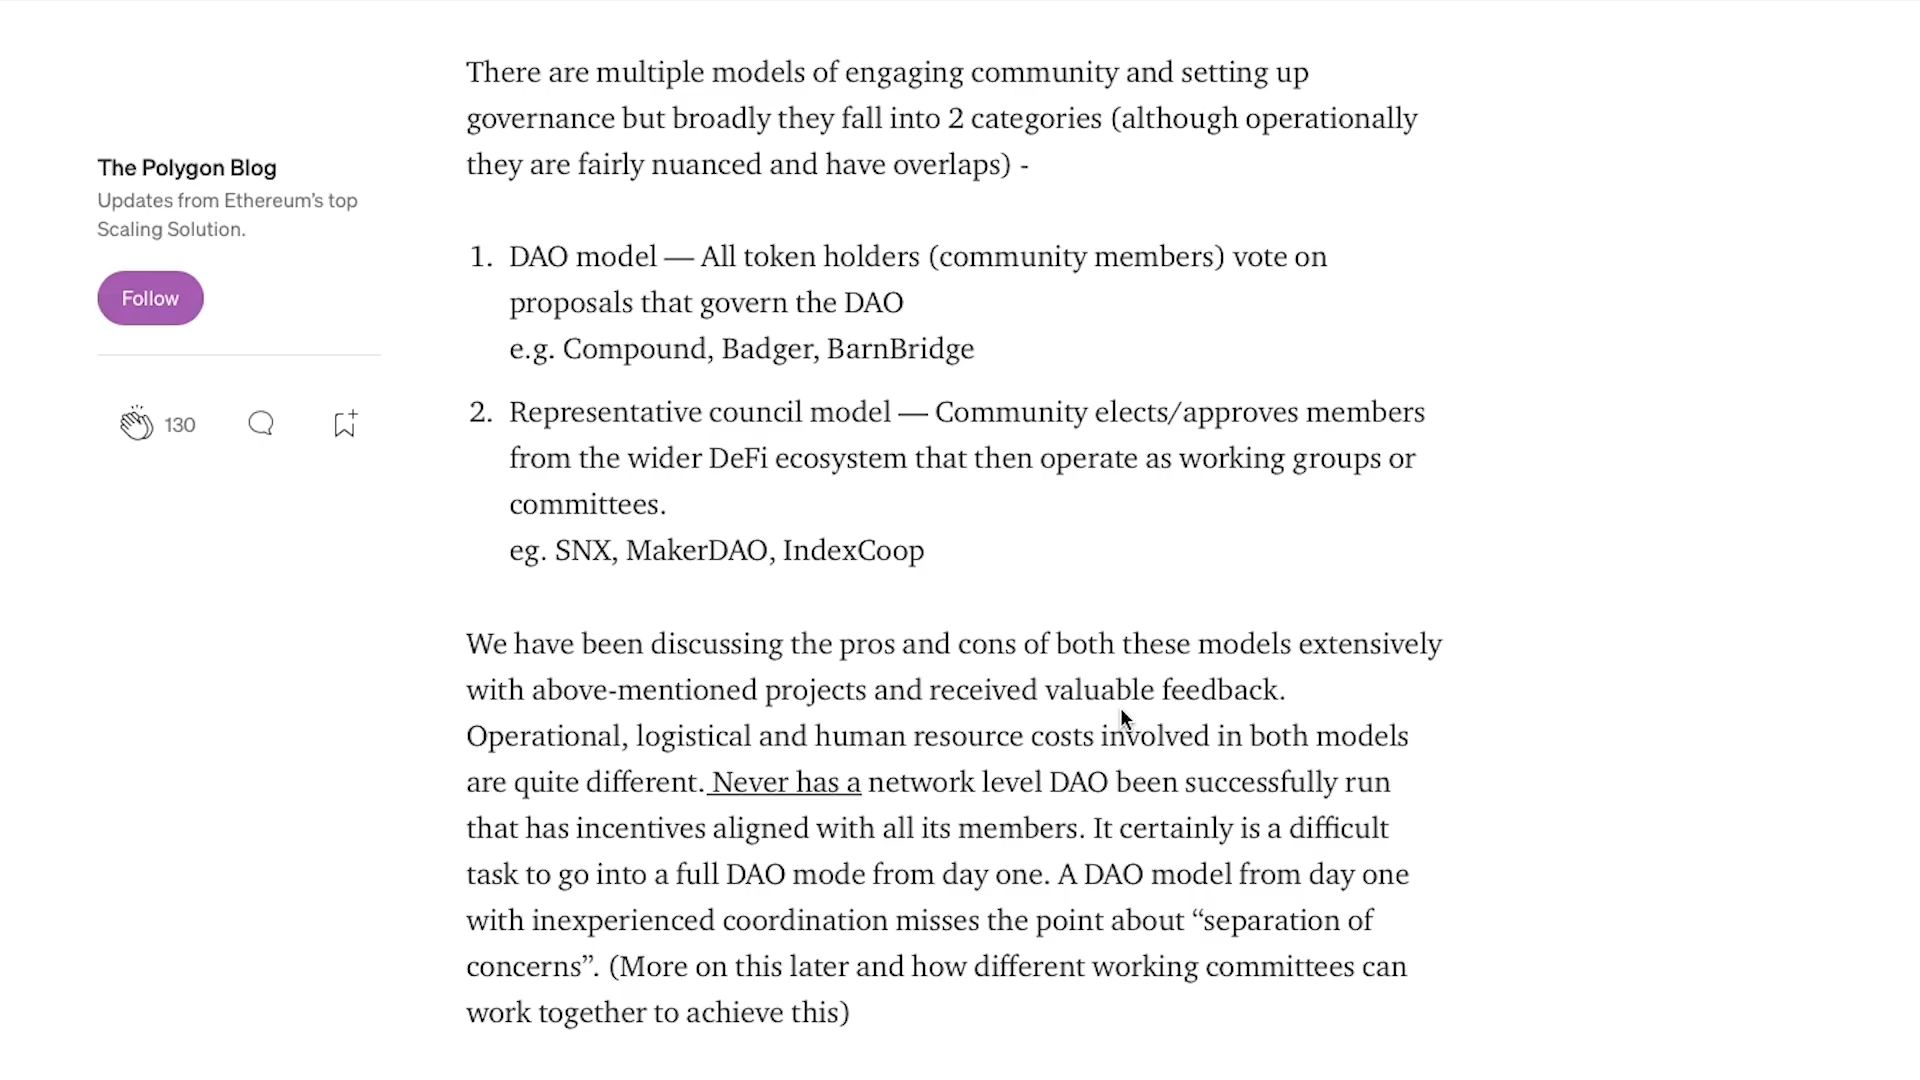 There are multiple models of engaging community and setting up
governance but broadly they fall into 2 categories (although operationally
they are fairly nuanced and have overlaps) -
The Polygon Blog
Updates from Ethereum's top
Scaling Solution.
Follow
130
1. DAO model — All token holders (community members) vote on
proposals that govern the DAO
e.g. Compound, Badger, BarnBridge
2. Representative council model — Community elects/approves members
from the wider DeFi ecosystem that then operate as working groups or
committees.
eg. SNX, MakerDAO, IndexCoop
We have been discussing the pros and cons of both these models extensively
with above-mentioned projects and received valuable feedback.
Operational, logistical and human resource costs involved in both models
are quite different. Never has a network level DAO been successfully run
that has incentives aligned with all its members. It certainly is a difficult
task to go into a full DAO mode from day one. A DAO model from day one
with inexperienced coordination misses the point about “separation of
concerns”. (More on this later and how different working committees can
work together to achieve this)